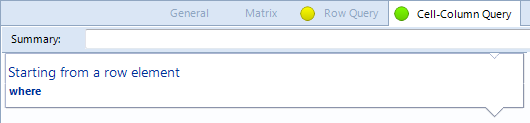 General Matrix Row Query Cell-Column Query
Summary:
Starting from a row element
where